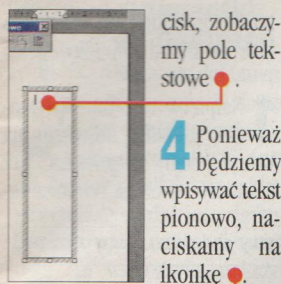 cisk, zobaczy-
my pole tek-
stowe .
4 Ponieważ
będziemy
wpisywać tekst
pionowo, na-
ciskamy na
ikonkę .